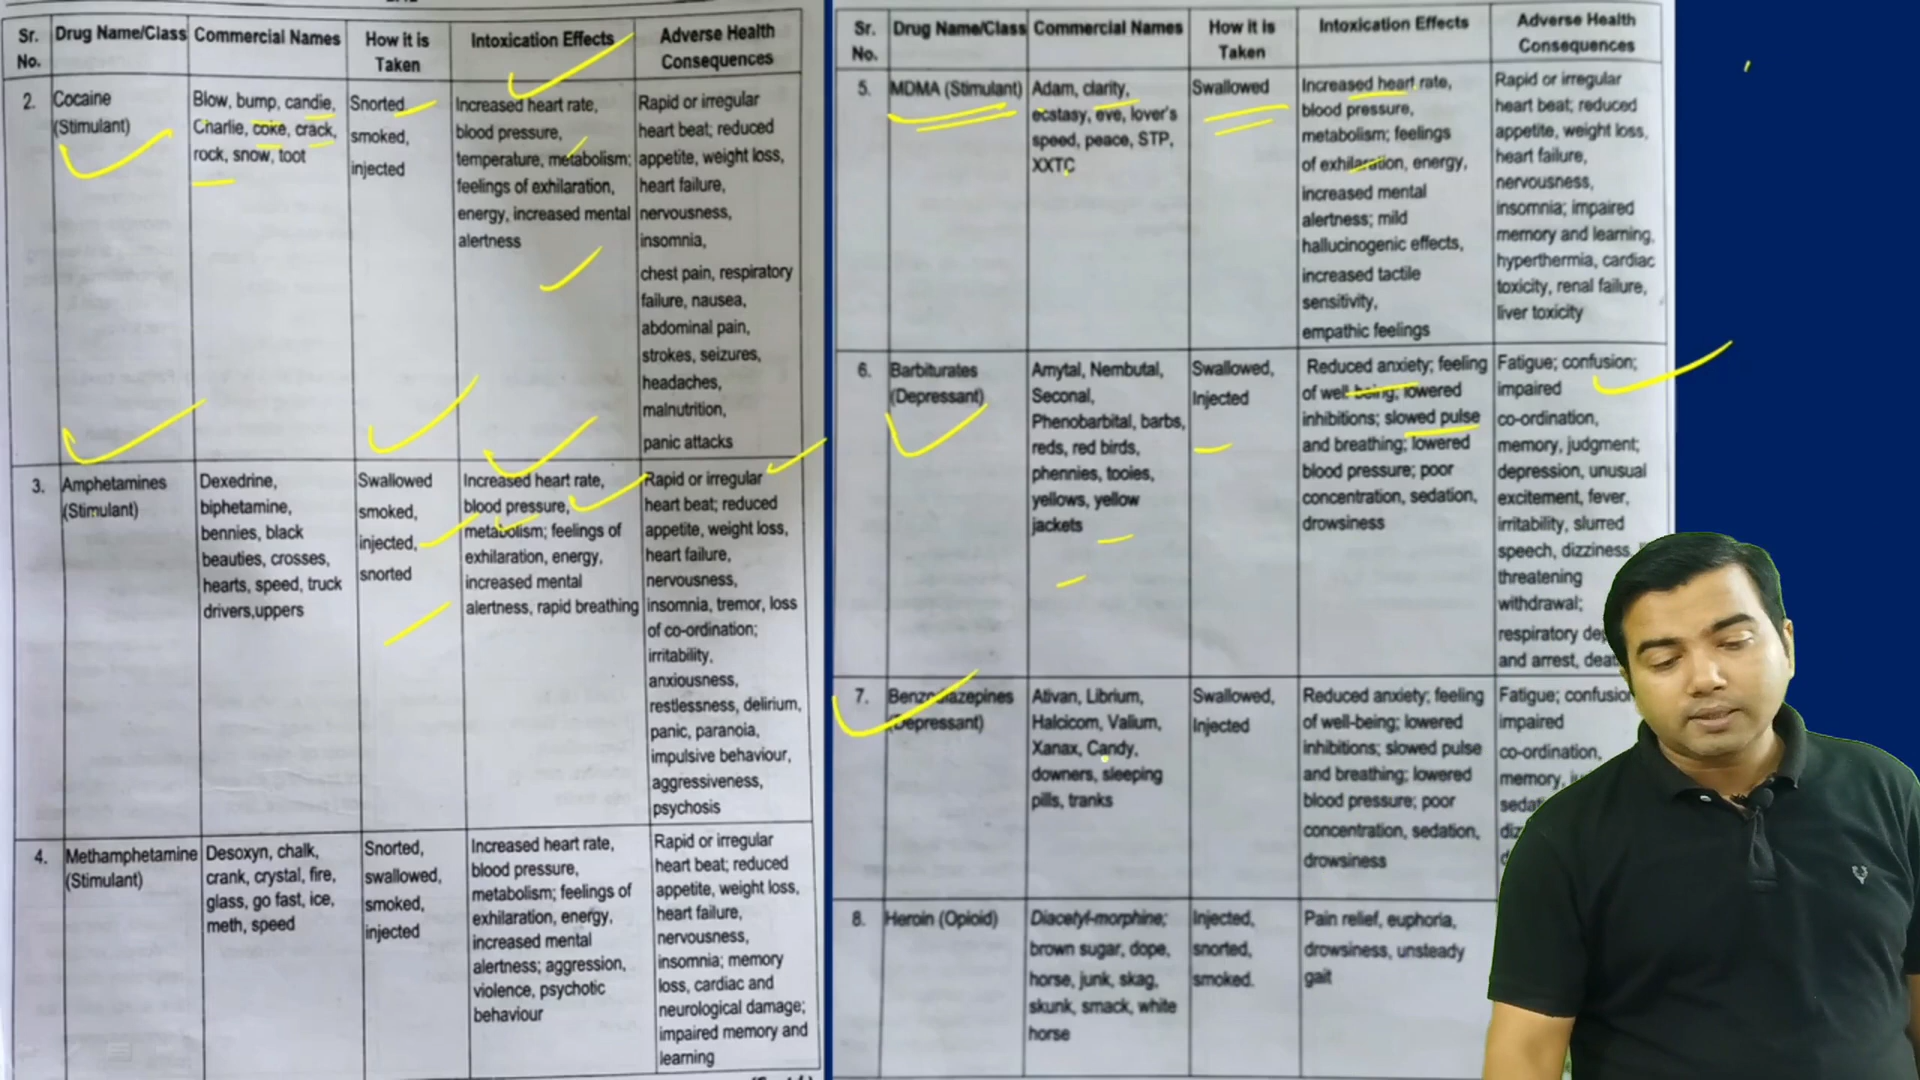 Sr. No.
Drug Name/Class
Commercial Names
How it is
Taken
Intoxication Effects
Adverse Health
Consequences
2.
Cocaine
(Stimulant)
Blow, bump, candie,
Charlie, coke, crack,
rock, snow, toot
Snorted,
smoked,
injected
Increased heart rate,
blood pressure,
temperature, metabolism;
feelings of exhilaration,
energy, increased mental
alertness
Rapid or irregular
heart beat; reduced
appetite, weight loss,
heart failure,
nervousness,
insomnia,
chest pain, respiratory
failure, nausea,
abdominal pain,
strokes, seizures,
headaches,
malnutrition,
panic attacks
3.
Amphetamines
(Stimulant)
Dexedrine,
biphetamine,
bennies, black
beauties, crosses,
hearts, speed, truck
drivers,uppers
Swallowed
smoked,
injected,
snorted
Increased heart rate,
blood pressure,
metabolism; feelings of
exhilaration, energy,
increased mental
alertness, rapid breathing
Rapid or irregular
heart beat; reduced
appetite, weight loss,
heart failure,
nervousness,
insomnia, tremor, loss
of co-ordination;
irritability,
anxiousness,
restlessness, delirium,
panic, paranoia,
impulsive behaviour,
aggressiveness,
psychosis
4.
Methamphetamine
(Stimulant)
Desoxyn, chalk,
crank, crystal, fire,
glass, go fast, ice,
meth, speed
Snorted,
swallowed,
smoked,
injected
Increased heart rate,
blood pressure,
metabolism; feelings of
exhilaration, energy,
increased mental
alertness; aggression,
violence, psychotic
behaviour
Rapid or irregular
heart beat; reduced
appetite, weight loss,
heart failure,
nervousness,
insomnia; memory
loss, cardiac and
neurological damage;
impaired memory and
learning
Sr.
No.
Drug Name/Class
Commercial Names
How it is
Taken
Intoxication Effects
Adverse Health
Consequences
5.
MDMA (Stimulant)
Adam, clarity,
ecstasy, eve, lover's
speed, peace, STP,
XXTC
Swallowed
Increased heart rate,
blood pressure,
metabolism; feelings
of exhilaration, energy,
increased mental
alertness; mild
hallucinogenic effects,
increased tactile
sensitivity,
empathic feelings
Rapid or irregular
heart beat; reduced
appetite, weight loss,
heart failure,
nervousness,
insomnia; impaired
memory and learning,
hyperthermia, cardiac
toxicity, renal failure,
liver toxicity
6.
Barbiturates
(Depressant)
Amytal, Nembutal,
Seconal,
Phenobarbital, barbs,
reds, red birds,
phennies, tooies,
yellows, yellow
jackets
Swallowed,
Injected
Reduced anxiety; feeling
of well-being; lowered
inhibitions; slowed pulse
and breathing; lowered
blood pressure; poor
concentration, sedation,
drowsiness
Fatigue; confusion;
impaired
co-ordination,
memory, judgment;
depression, unusual
excitement, fever,
irritability, slurred
speech, dizziness,
threatening
withdrawal;
respiratory
and arrest,
7.
Benzodiazepines
(Depressant)
Ativan, Librium,
Halcicom, Valium,
Xanax, Candy,
downers, sleeping
pills, tranks
Swallowed,
Injected
Reduced anxiety; feeling
of well-being; lowered
inhibitions; slowed pulse
and breathing; lowered
blood pressure; poor
concentration, sedation,
drowsiness
Fatigue; confusion
impaired
co-ordination,
memory,
8.
Heroin (Opioid)
Diacetyl-morphine;
brown sugar, dope,
horse, junk, skag,
skunk, smack, white
horse
Injected,
snorted,
smoked.
Pain relief, euphoria,
drowsiness, unsteady
gait